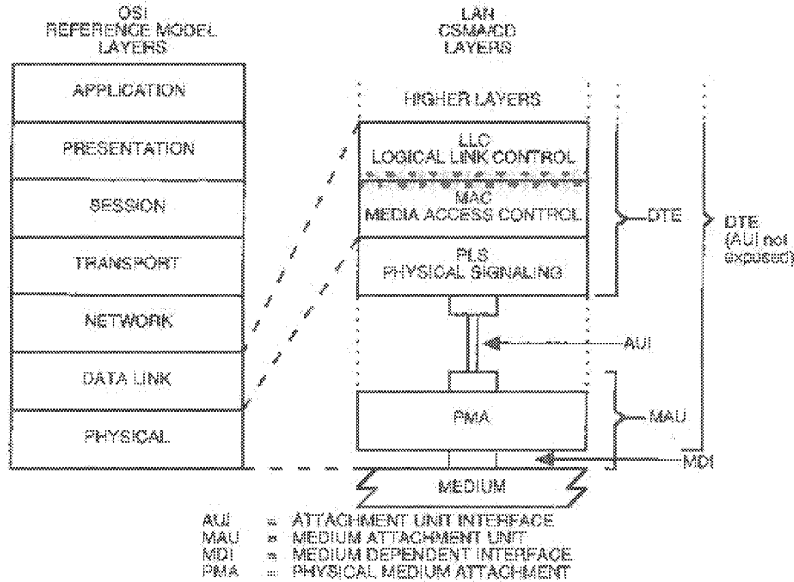 OSI
REFERENCE MODEL
LAYERS
APPLICATION
PRESENTATION
SESSION
TRANSPORT
NETWORK
DATA LINK
PHYSICAL
LAN
CSMA/CD
LAYERS
HIGHER LAYERS
LLC
LOGICAL LINK CONTROL
MAC
MEDIA ACCESS CONTROL
PLS
PHYSICAL SIGNALING
DTE
DTE
(AUI not
exposed)
AUI
PMA
MAU
MDI
MEDIUM
AUI = ATTACHMENT UNIT INTERFACE
MAU = MEDIUM ATTACHMENT UNIT
MDI = MEDIUM DEPENDENT INTERFACE
PMA = PHYSICAL MEDIUM ATTACHMENT